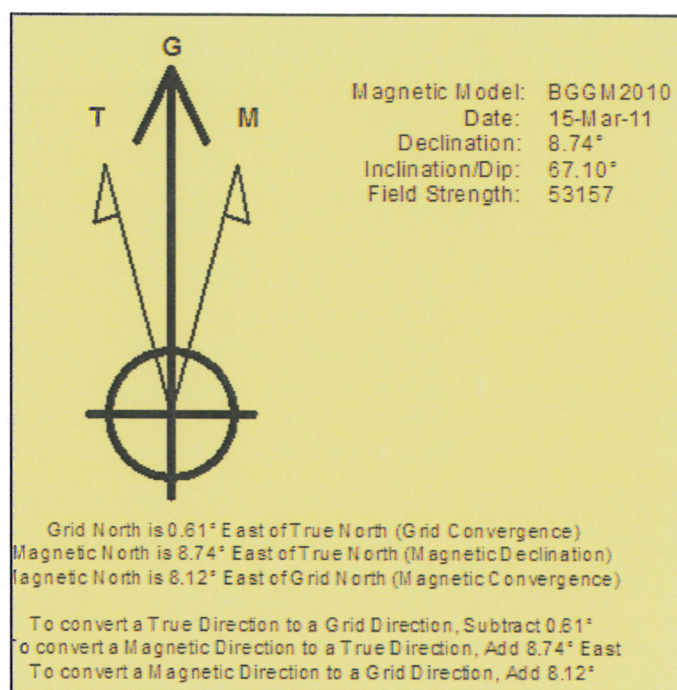 G
T
M
Magnetic Model: BGGM2010
Date: 15-Mar-11
Declination: 8.74°
Inclination/Dip: 67.10°
Field Strength: 53157
Grid North is 0.61° East of True North (Grid Convergence)
Magnetic North is 8.74° East of True North (Magnetic Declination)
Magnetic North is 8.12° East of Grid North (Magnetic Convergence)
To convert a True Direction to a Grid Direction, Subtract 0.61°
To convert a Magnetic Direction to a True Direction, Add 8.74° East
To convert a Magnetic Direction to a Grid Direction, Add 8.12°